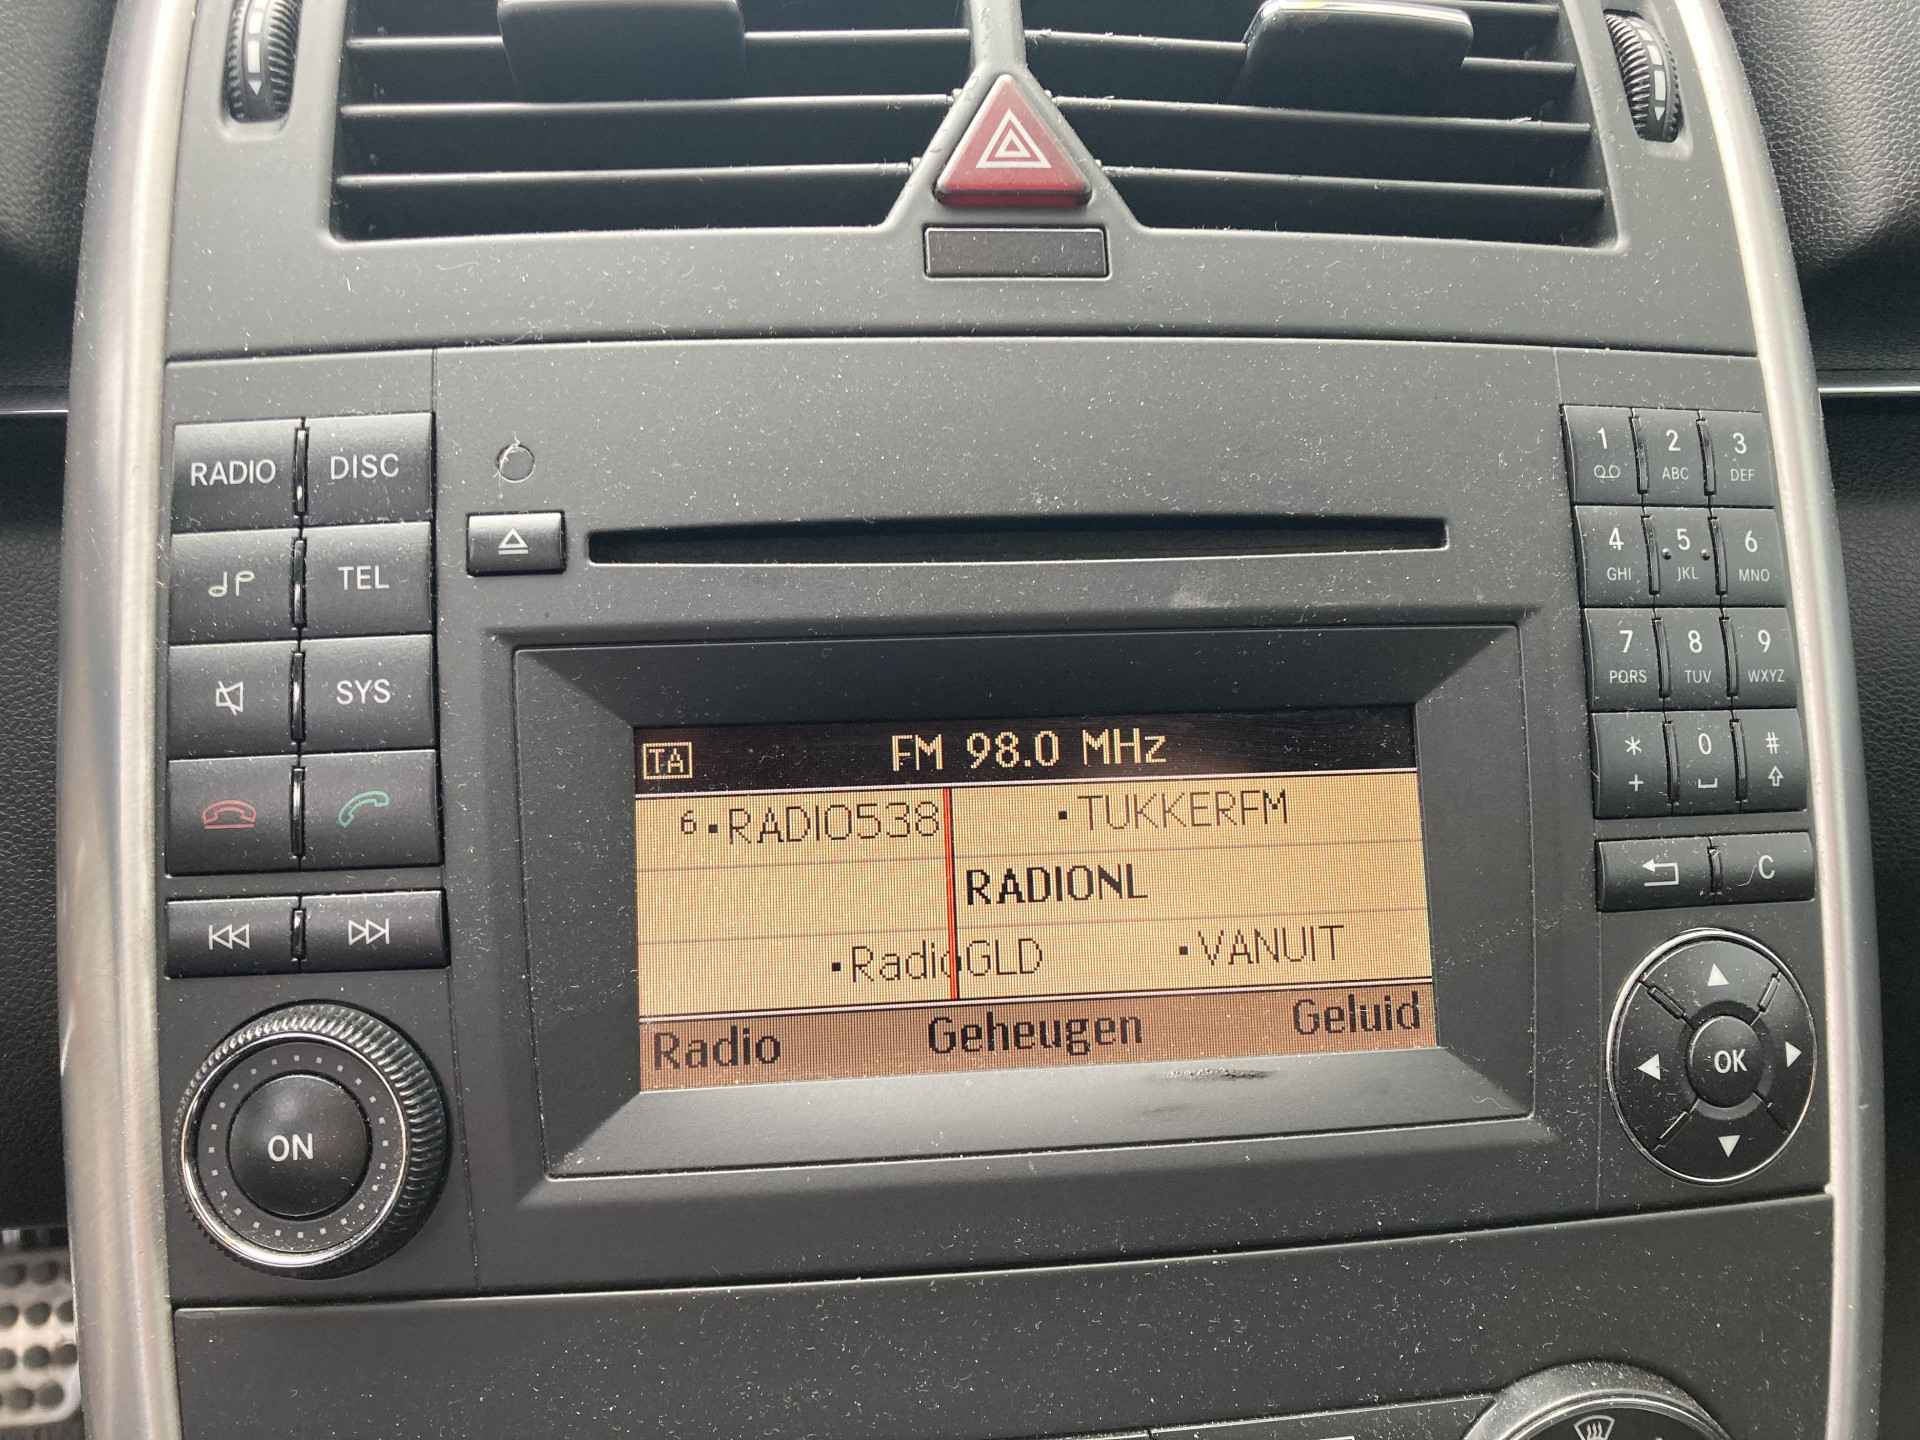 RADIO DISC
TEL
SYS
ON
TA FM 98.0 MHz
6 ·RADIO538 ·TUKKERFM
RADIONL
·RadioGLD ·VANUIT
Radio Geheugen Geluid
1 2 ABC 3 DEF
4 GHI 5 JKL 6 MNO
7 PQRS 8 TUV 9 WXYZ
* + 0 #
C
OK